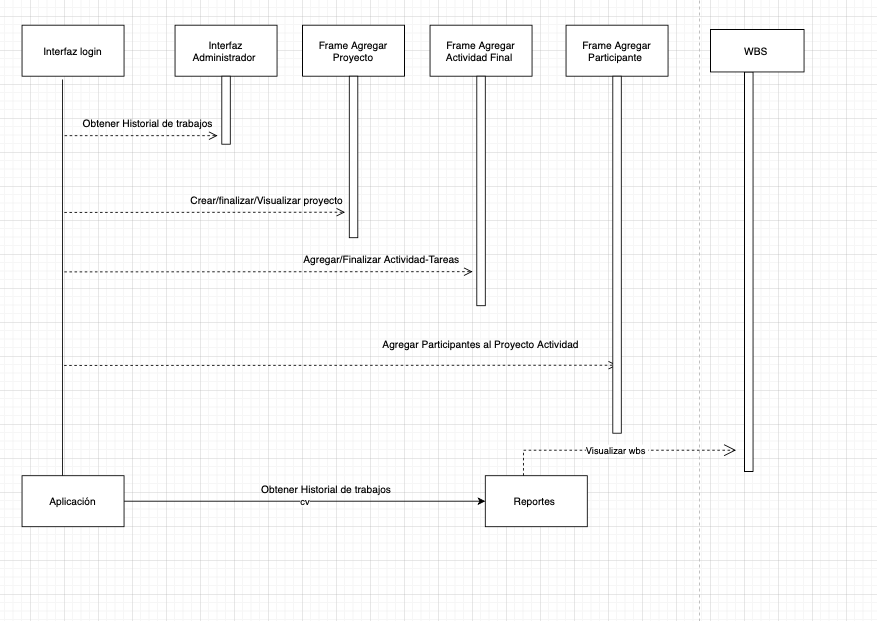 Interfaz login
Interfaz
Administrador
Frame Agregar
Proyecto
Frame Agregar
Actividad Final
Frame Agregar
Participante
WBS
Obtener Historial de trabajos
Crear/finalizar/Visualizar proyecto
Agregar/Finalizar Actividad-Tareas
Agregar Participantes al Proyecto Actividad
Visualizar wbs
Aplicación
Obtener Historial de trabajos
cv
Reportes